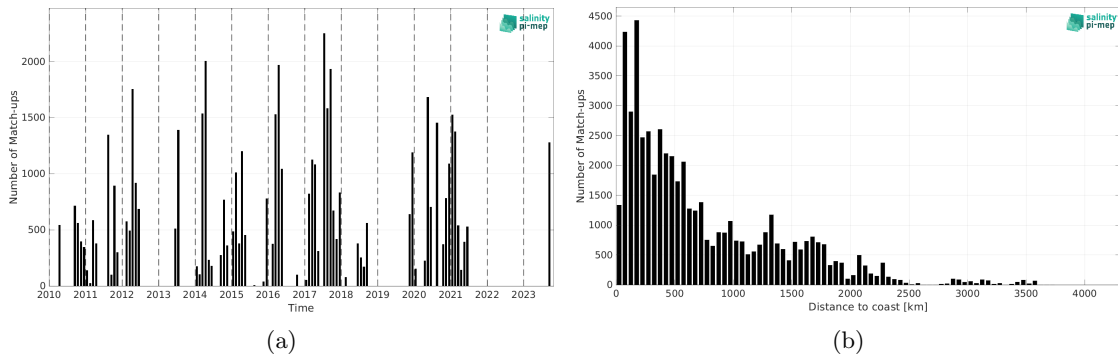 salinity
pi-mep
Number of Match-ups
2000
1500
1000
500
0
2010 2011 2012 2013 2014 2015 2016 2017 2018 2019 2020 2021 2022 2023
Time
(a)
salinity
pi-mep
Number of Match-ups
4500
4000
3500
3000
2500
2000
1500
1000
500
0
0 500 1000 1500 2000 2500 3000 3500 4000
Distance to coast [km]
(b)